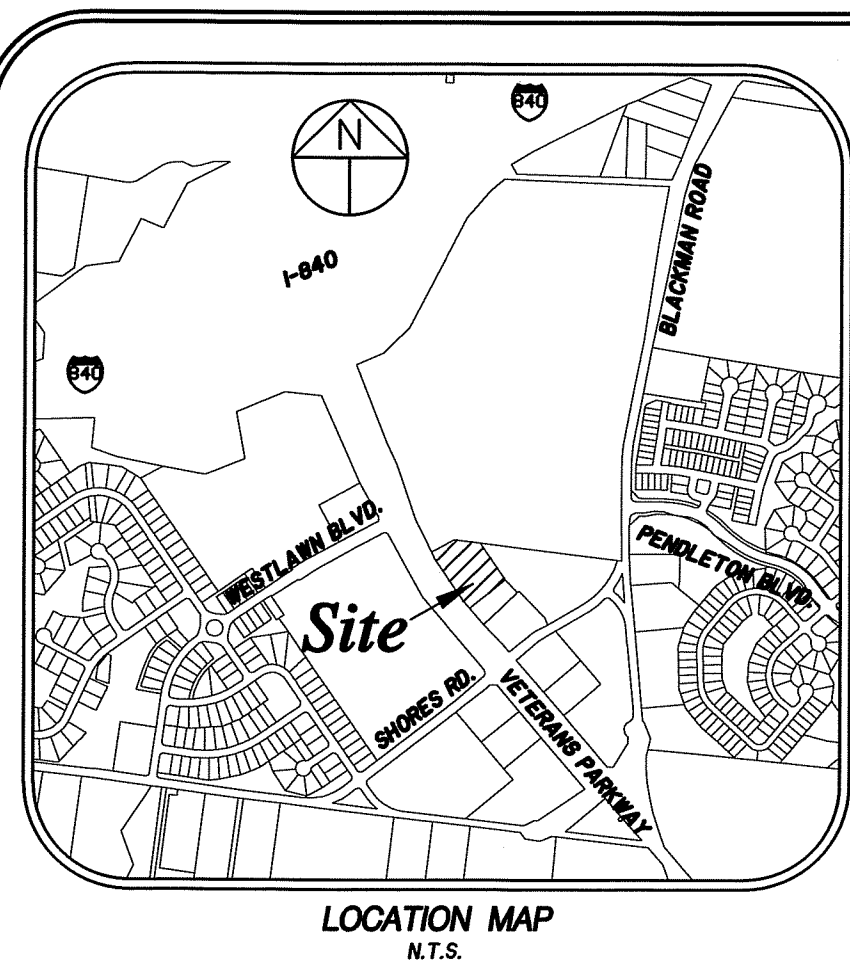 840
N
BLACKMAN ROAD
I-840
840
WESTLAWN BLVD.
PENDLETON BLVD.
Site
SHORES RD.
VETERANS PARKWAY
LOCATION MAP
N.T.S.